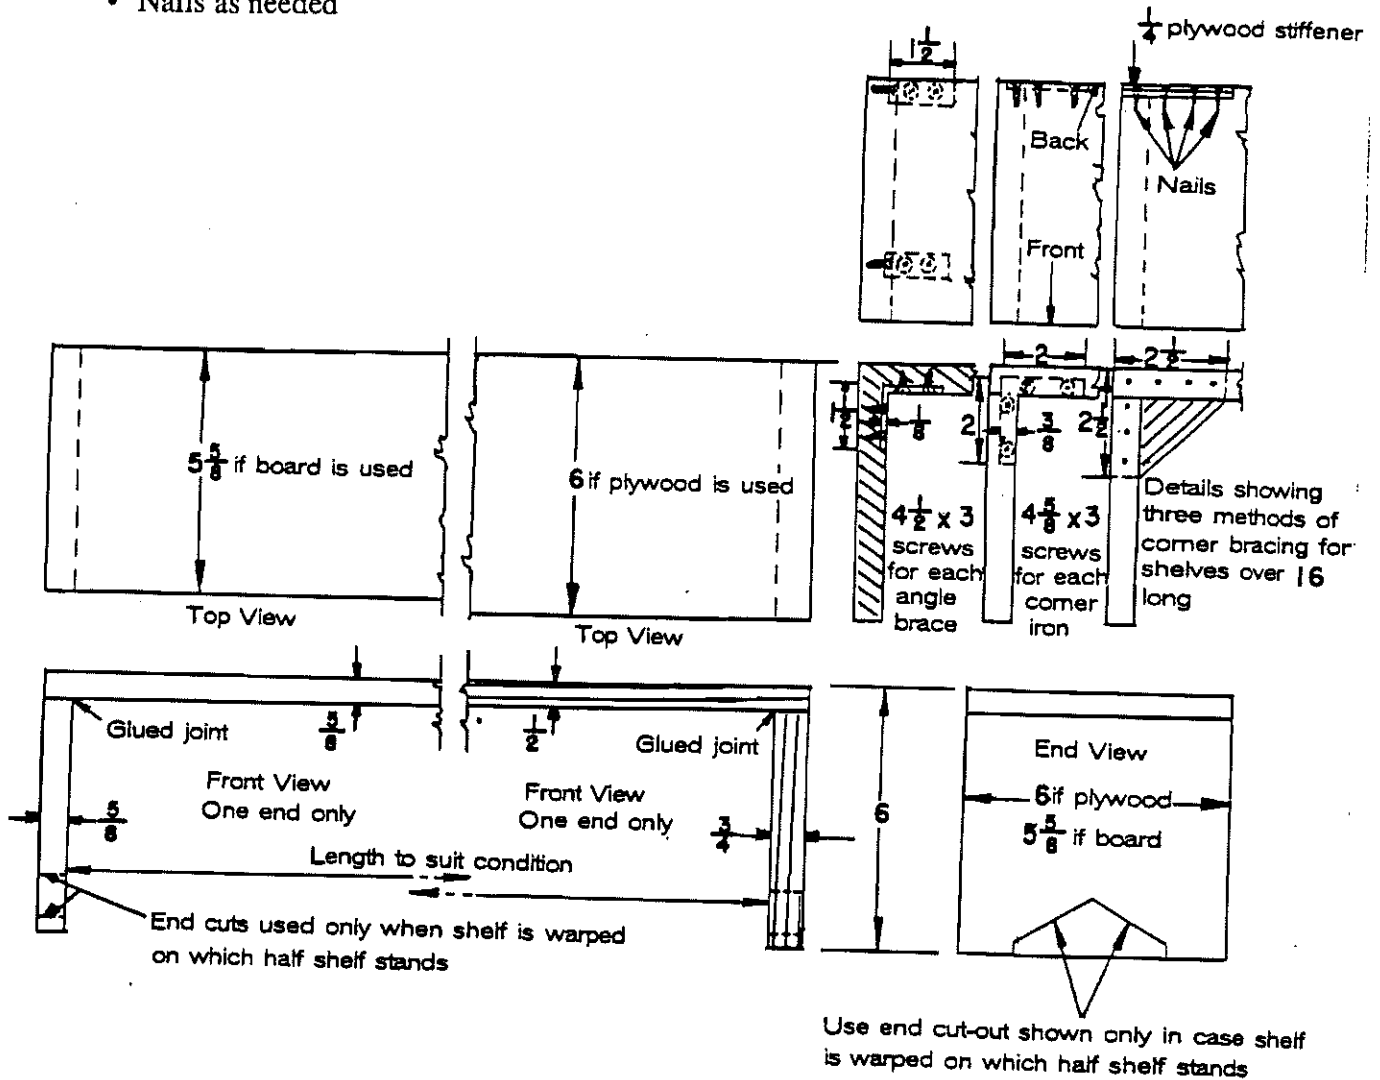 • Nails as needed
1/4 plywood stiffener
1 1/2
Back
Nails
Front
2
2 1/2
5 5/8 if board is used
6 if plywood is used
1 1/2
1/8
2
3/8
2 1/2
Top View
Top View
4 1/2 x 3
screws
for each
angle
brace
4 5/8 x 3
screws
for each
corner
iron
Details showing
three methods of
corner bracing for
shelves over 16
long
Glued joint
5/8
1/2
Glued joint
Front View
One end only
Front View
One end only
5/8
3/4
Length to suit condition
6
End View
6 if plywood
5 5/8 if board
End cuts used only when shelf is warped
on which half shelf stands
Use end cut-out shown only in case shelf
is warped on which half shelf stands